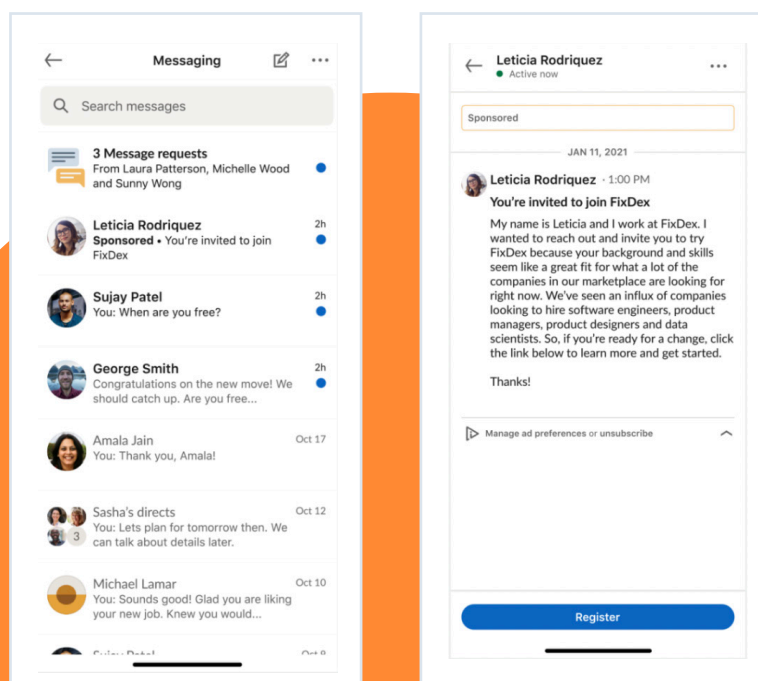 Messaging
Search messages
3 Message requests
From Laura Patterson, Michelle Wood
and Sunny Wong
Leticia Rodriquez 2h
Sponsored • You're invited to join
FixDex
Sujay Patel 2h
You: When are you free?
George Smith 2h
Congratulations on the new move! We
should catch up. Are you free...
Amala Jain Oct 17
You: Thank you, Amala!
Sasha's directs Oct 12
3
You: Lets plan for tomorrow then. We
can talk about details later.
Michael Lamar Oct 10
You: Sounds good! Glad you are liking
your new job. Knew you would...
Sujay Patel Oct 9
Leticia Rodriquez
Active now
Sponsored
JAN 11, 2021
Leticia Rodriquez · 1:00 PM
You're invited to join FixDex
My name is Leticia and I work at FixDex. I
wanted to reach out and invite you to try
FixDex because your background and skills
seem like a great fit for what a lot of the
companies in our marketplace are looking for
right now. We've seen an influx of companies
looking to hire software engineers, product
managers, product designers and data
scientists. So, if you're ready for a change, click
the link below to learn more and get started.
Thanks!
Manage ad preferences or unsubscribe
Register